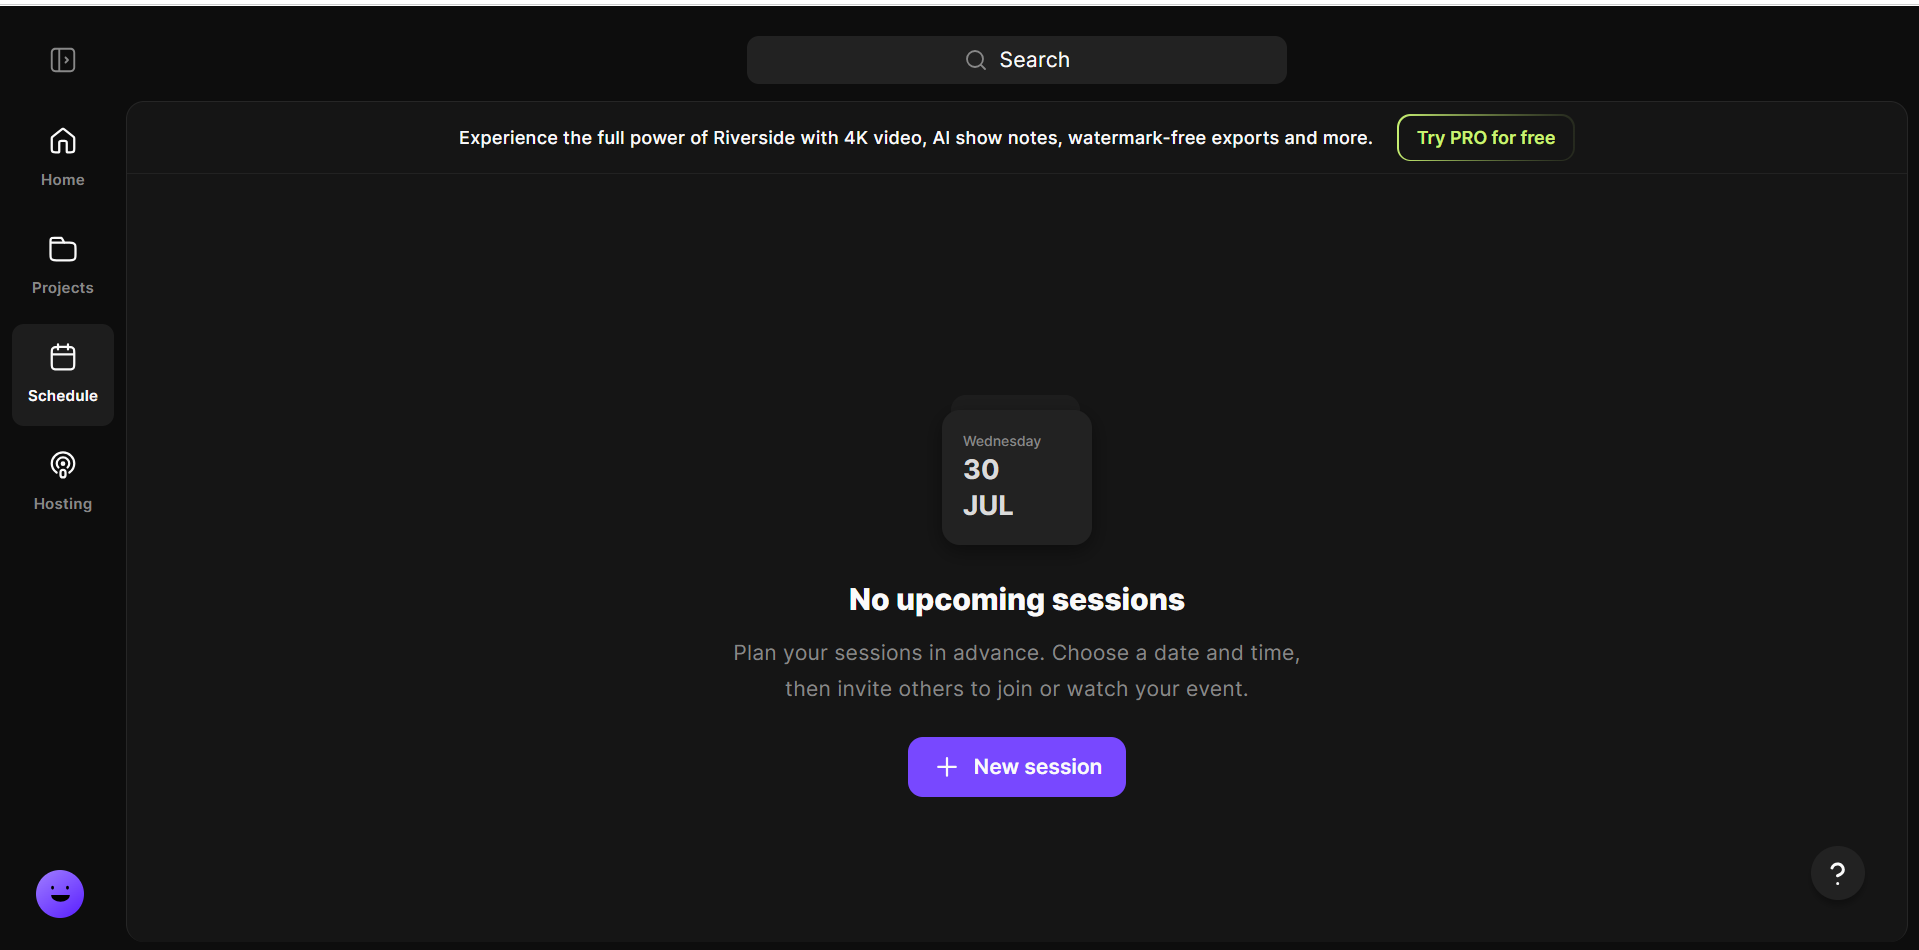 Search
Experience the full power of Riverside with 4K video, AI show notes, watermark-free exports and more.
Try PRO for free
Home
Projects
Schedule
Hosting
Wednesday
30
JUL
No upcoming sessions
Plan your sessions in advance. Choose a date and time,
then invite others to join or watch your event.
+ New session
?